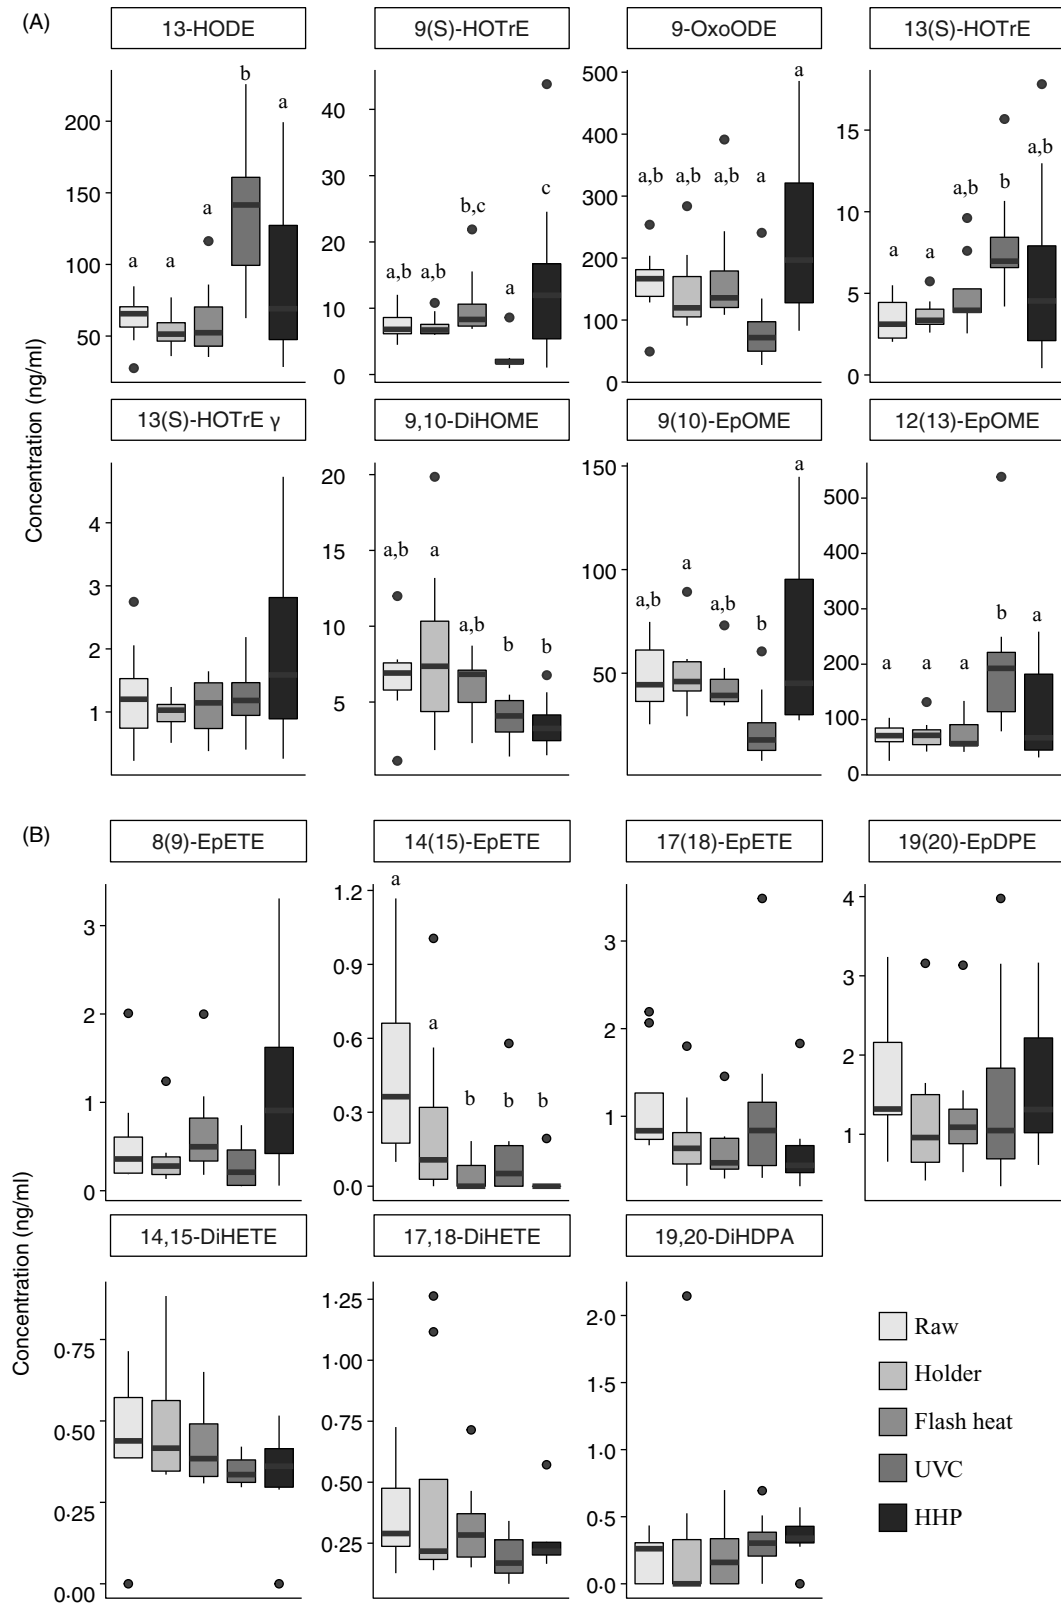 (A)
13-HODE
9(S)-HOTrE
9-OxoODE
13(S)-HOTrE
Concentration (ng/ml)
200
150
100
50
a
a
a
b
a
40
30
20
10
0
a,b
a,b
b,c
a
c
500
400
300
200
100
0
a,b
a,b
a,b
a
a
15
10
5
0
a
a
a,b
b
a,b
13(S)-HOTrE γ
9,10-DiHOME
9(10)-EpOME
12(13)-EpOME
4
3
2
1
20
15
10
5
a,b
a
a,b
b
b
150
100
50
a,b
a
a,b
b
a
500
400
300
200
100
0
a
a
a
b
a
(B)
8(9)-EpETE
14(15)-EpETE
17(18)-EpETE
19(20)-EpDPE
Concentration (ng/ml)
3
2
1
0
1·2
0·9
0·6
0·3
0·0
a
a
b
b
b
3
2
1
4
3
2
1
14,15-DiHETE
17,18-DiHETE
19,20-DiHDPA
0·75
0·50
0·25
0·00
1·25
1·00
0·75
0·50
0·25
2·0
1·5
1·0
0·5
0·0
Raw
Holder
Flash heat
UVC
HHP